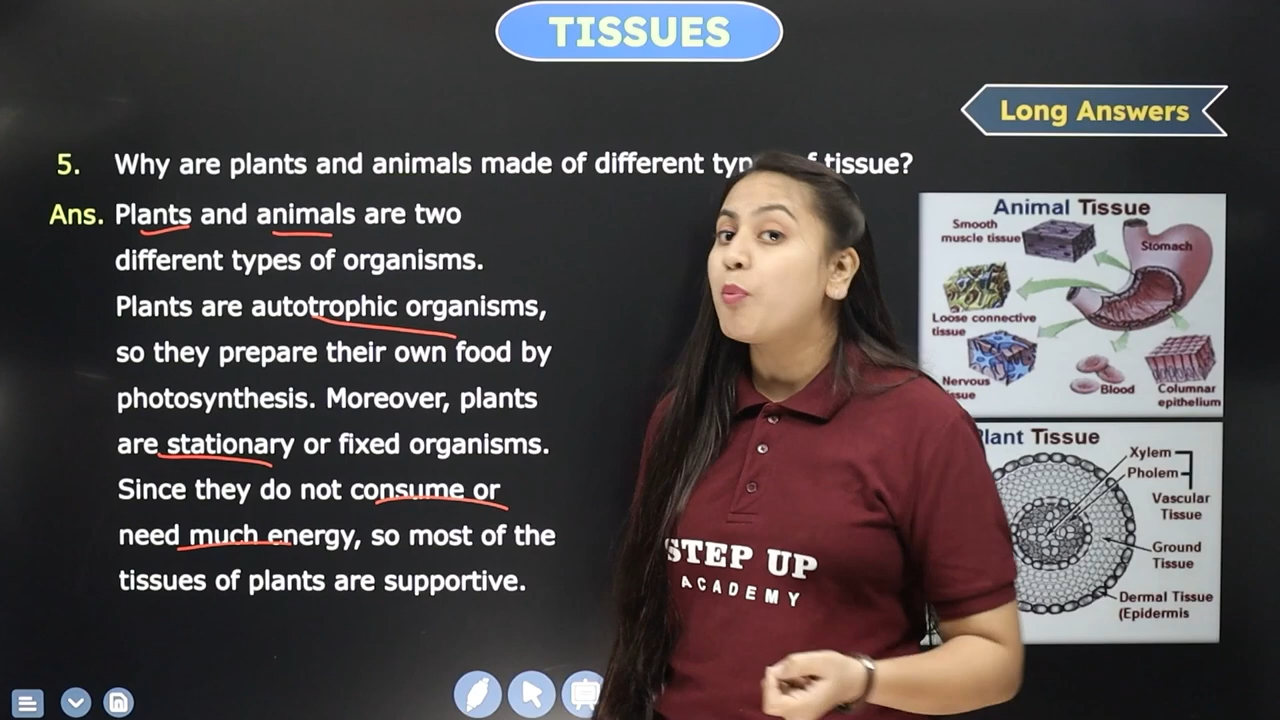 TISSUES
Long Answers
5. Why are plants and animals made of different tissue?
Ans. Plants and animals are two
different types of organisms.
Plants are autotrophic organisms,
so they prepare their own food by
photosynthesis. Moreover, plants
are stationary or fixed organisms.
Since they do not consume or
need much energy, so most of the
tissues of plants are supportive.
Animal Tissue
Smooth
muscle tissue
Stomach
Loose connective
tissue
Nervous
Blood
Columnar
epithelium
Plant Tissue
Xylem
Pholem
Vascular
Tissue
Ground
Tissue
Dermal Tissue
(Epidermis
STEP UP
ACADEMY